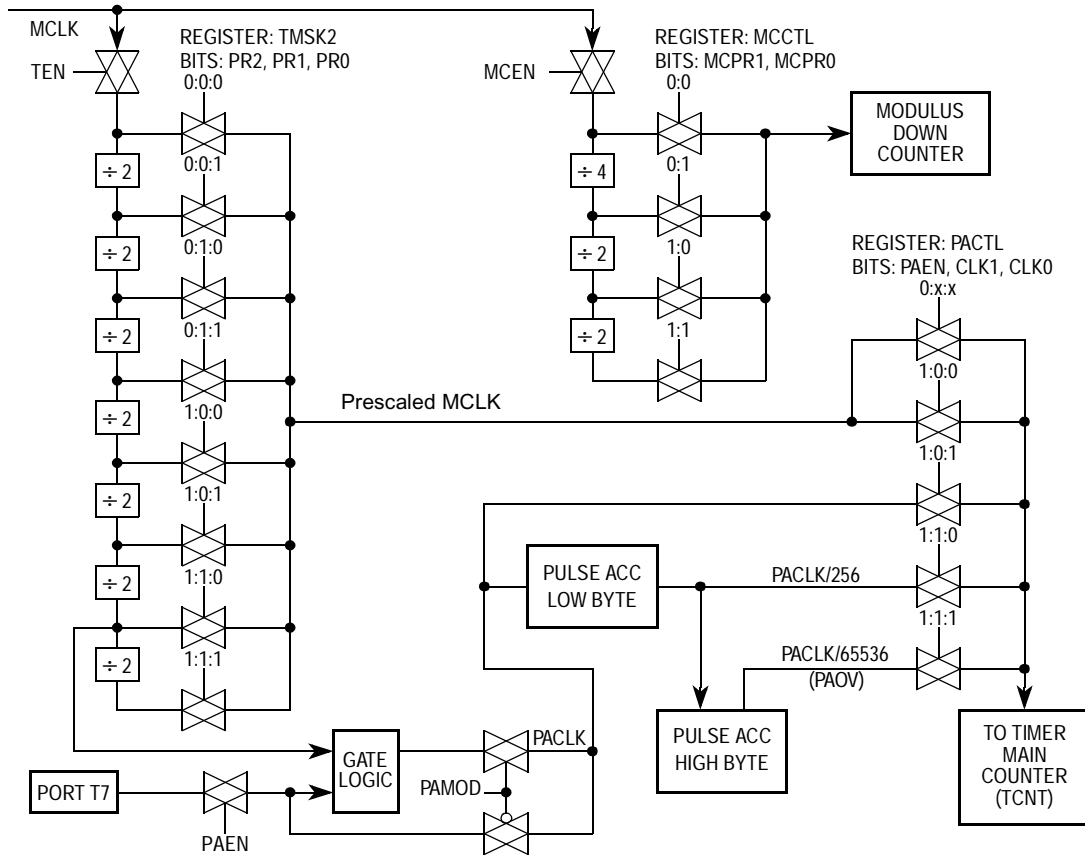 MCLK
TEN
REGISTER: TMSK2
BITS: PR2, PR1, PR0
0:0:0
÷ 2
0:0:1
÷ 2
0:1:0
÷ 2
0:1:1
÷ 2
1:0:0
÷ 2
1:0:1
÷ 2
1:1:0
÷ 2
1:1:1
MCEN
REGISTER: MCCTL
BITS: MCPR1, MCPR0
0:0
÷ 4
0:1
÷ 2
1:0
÷ 2
1:1
MODULUS
DOWN
COUNTER
REGISTER: PACTL
BITS: PAEN, CLK1, CLK0
0:x:x
1:0:0
Prescaled MCLK
1:0:1
1:1:0
PULSE ACC
LOW BYTE
PACLK/256
1:1:1
PACLK/65536
(PAOV)
PULSE ACC
HIGH BYTE
TO TIMER
MAIN
COUNTER
(TCNT)
GATE
LOGIC
PACLK
PAMOD
PORT T7
PAEN